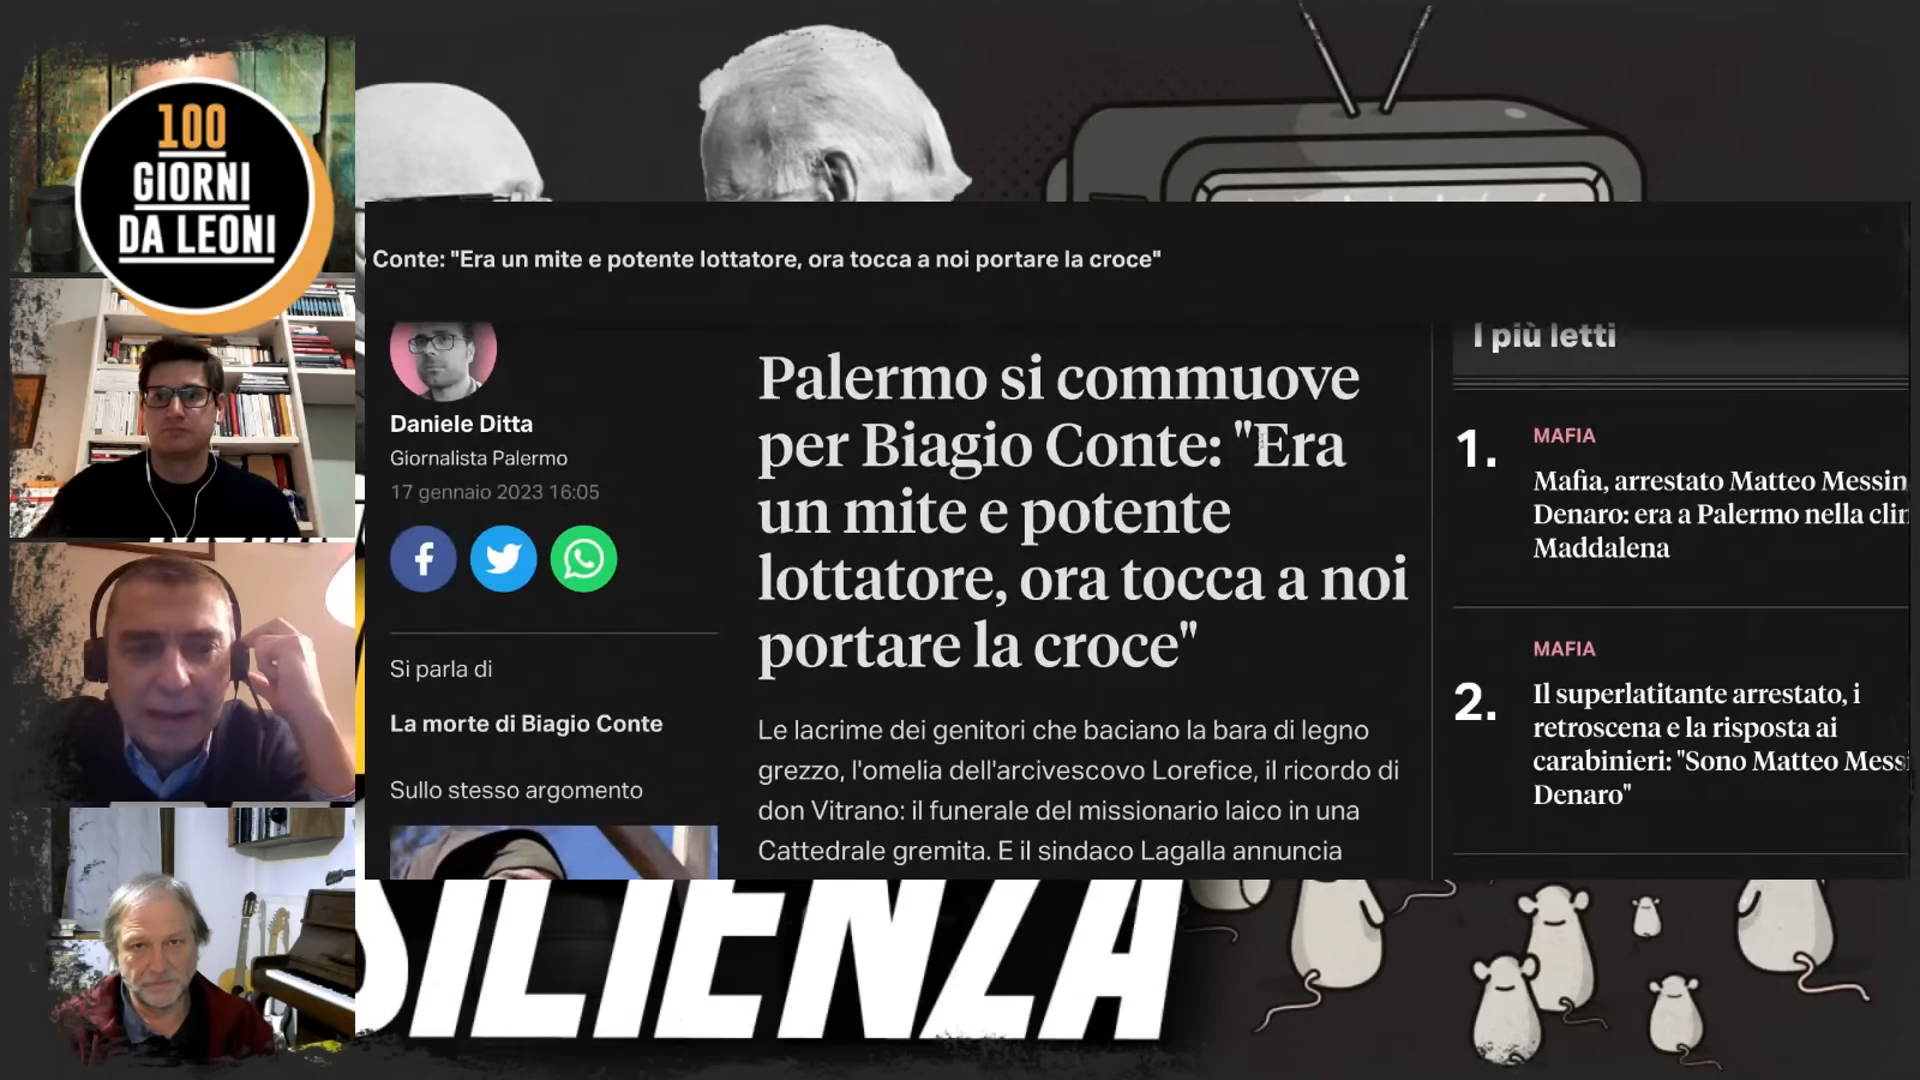 100
GIORNI
DA LEONI
Conte: "Era un mite e potente lottatore, ora tocca a noi portare la croce"
Daniele Ditta
Giornalista Palermo
17 gennaio 2023 16:05
Si parla di
La morte di Biagio Conte
Sullo stesso argomento
Palermo si commuove
per Biagio Conte: "Era
un mite e potente
lottatore, ora tocca a noi
portare la croce"
Le lacrime dei genitori che baciano la bara di legno
grezzo, l'omelia dell'arcivescovo Lorefice, il ricordo di
don Vitrano: il funerale del missionario laico in una
Cattedrale gremita. E il sindaco Lagalla annuncia
I più letti
1.
MAFIA
Mafia, arrestato Matteo Messin
Denaro: era a Palermo nella clin
Maddalena
2.
MAFIA
Il superlatitante arrestato, i
retroscena e la risposta ai
carabinieri: "Sono Matteo Mess
Denaro"
SILIENZA